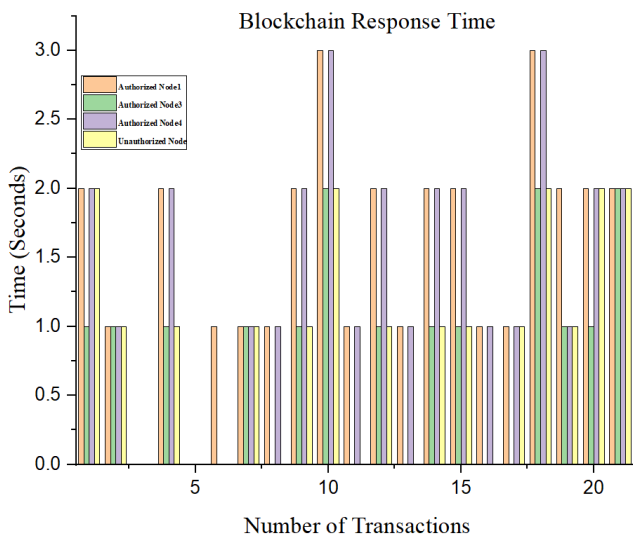 Blockchain Response Time
3.0
Authorized Node1
Authorized Node3
Authorized Node4
Unauthorized Node
2.5
2.0
1.5
1.0
0.5
0.0
Time (Seconds)
5 10 15 20
Number of Transactions